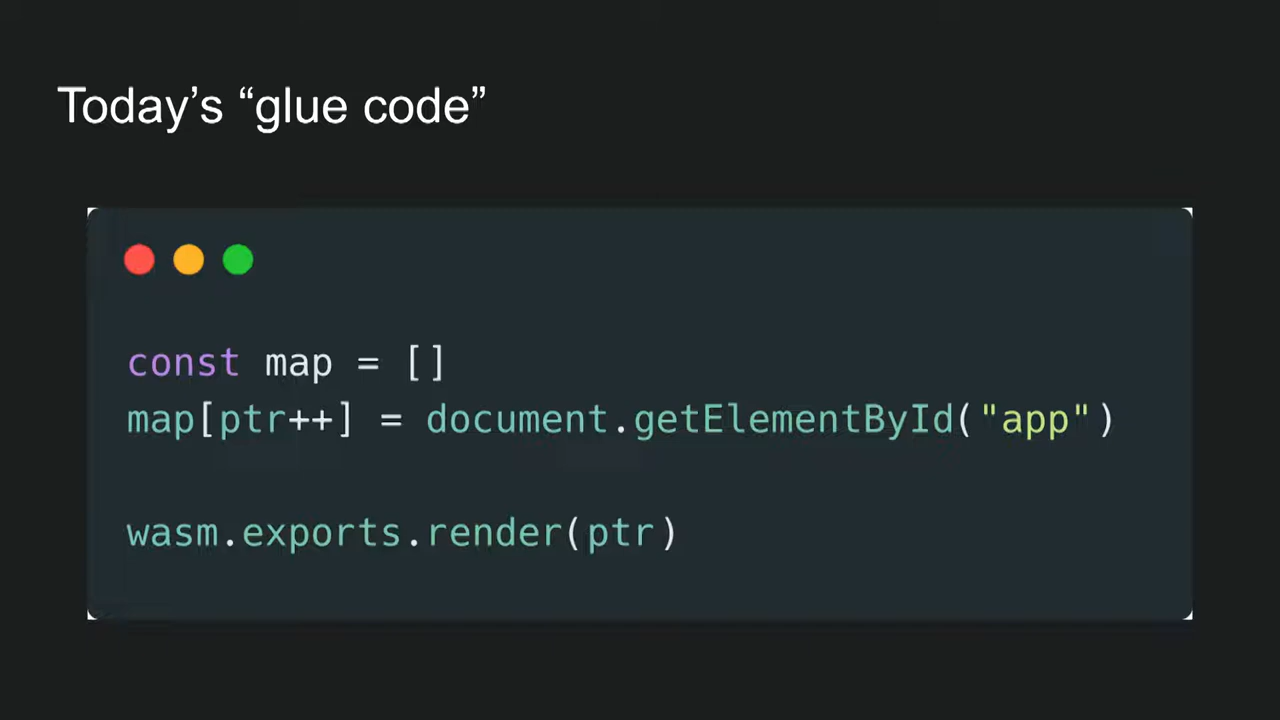 Today’s “glue code”
const map = []
map[ptr++] = document.getElementById("app")
wasm.exports.render(ptr)